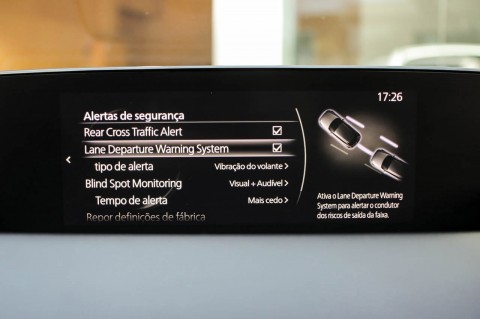 17:26
Alertas de segurança
Rear Cross Traffic Alert
Lane Departure Warning System
tipo de alerta Vibração do volante
Blind Spot Monitoring Visual + Audível
Tempo de alerta Mais cedo
Repor definições de fábrica
Ativa o Lane Departure Warning
System para alertar o condutor
dos riscos de saída da faixa.